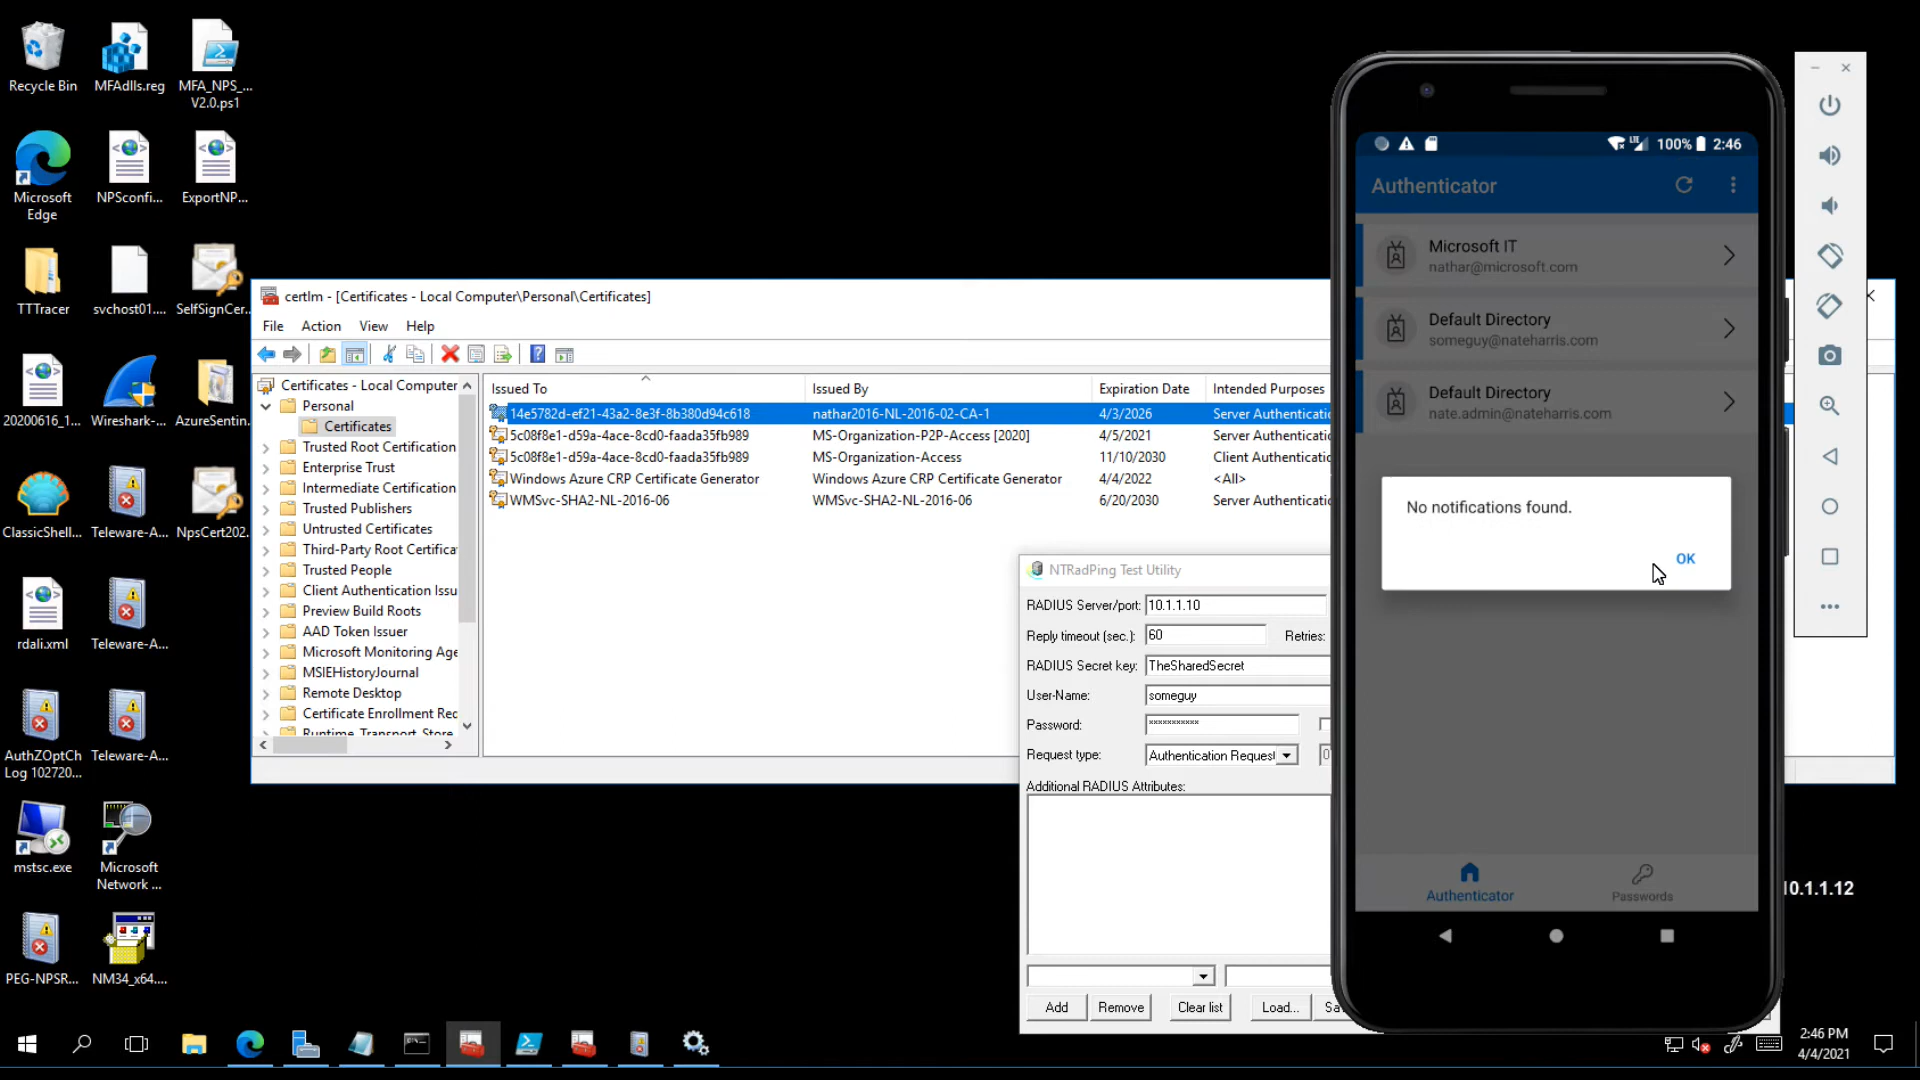 Recycle Bin
MFAdlls.reg
MFA_NPS_...
V2.0.ps1
Microsoft
Edge
NPSconfi...
ExportNP...
TTTracer
svchost01....
SelfSignCer...
20200616_1...
Wireshark-...
AzureSentin...
ClassicShell...
Teleware-A...
NpsCert202...
rdali.xml
Teleware-A...
AuthZOptCh
Log 102720...
Teleware-A...
mstsc.exe
Microsoft
Network ...
PEG-NPSR...
NM34_x64....
certlm - [Certificates - Local Computer\Personal\Certificates]
File Action View Help
Certificates - Local Computer
Personal
Certificates
Trusted Root Certification
Enterprise Trust
Intermediate Certification
Trusted Publishers
Untrusted Certificates
Third-Party Root Certifica
Trusted People
Client Authentication Issu
Preview Build Roots
AAD Token Issuer
Microsoft Monitoring Age
MSIEHistoryJournal
Remote Desktop
Certificate Enrollment Rec
Runtime_Transport_Store
Issued To Issued By Expiration Date Intended Purposes
14e5782d-ef21-43a2-8e3f-8b380d94c618 nathar2016-NL-2016-02-CA-1 4/3/2026 Server Authenticatio
5c08f8e1-d59a-4ace-8cd0-faada35fb989 MS-Organization-P2P-Access [2020] 4/5/2021 Server Authenticatio
5c08f8e1-d59a-4ace-8cd0-faada35fb989 MS-Organization-Access 11/10/2030 Client Authenticatio
Windows Azure CRP Certificate Generator Windows Azure CRP Certificate Generator 4/4/2022 <All>
WMSvc-SHA2-NL-2016-06 WMSvc-SHA2-NL-2016-06 6/20/2030 Server Authenticatio
NTRadPing Test Utility
RADIUS Server/port: 10.1.1.10
Reply timeout (sec.): 60 Retries:
RADIUS Secret key: TheSharedSecret
User-Name: someguy
Password: ***********
Request type: Authentication Request 0
Additional RADIUS Attributes:
Add Remove Clear list Load... Sa
LTE 100% 2:46
Authenticator
Microsoft IT
nathar@microsoft.com
Default Directory
someguy@nateharris.com
Default Directory
nate.admin@nateharris.com
No notifications found.
OK
Authenticator Passwords
10.1.1.12
2:46 PM
4/4/2021